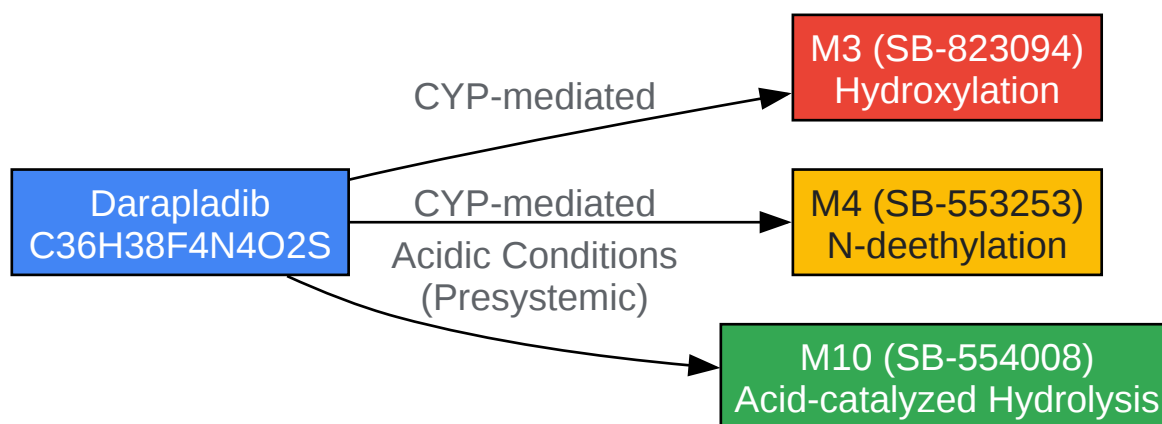 CYP-mediated
M3 (SB-823094)
Hydroxylation
Darapladib
C36H38F4N4O2S
CYP-mediated
M4 (SB-553253)
N-deethylation
Acidic Conditions
(Presystemic)
M10 (SB-554008)
Acid-catalyzed Hydrolysis